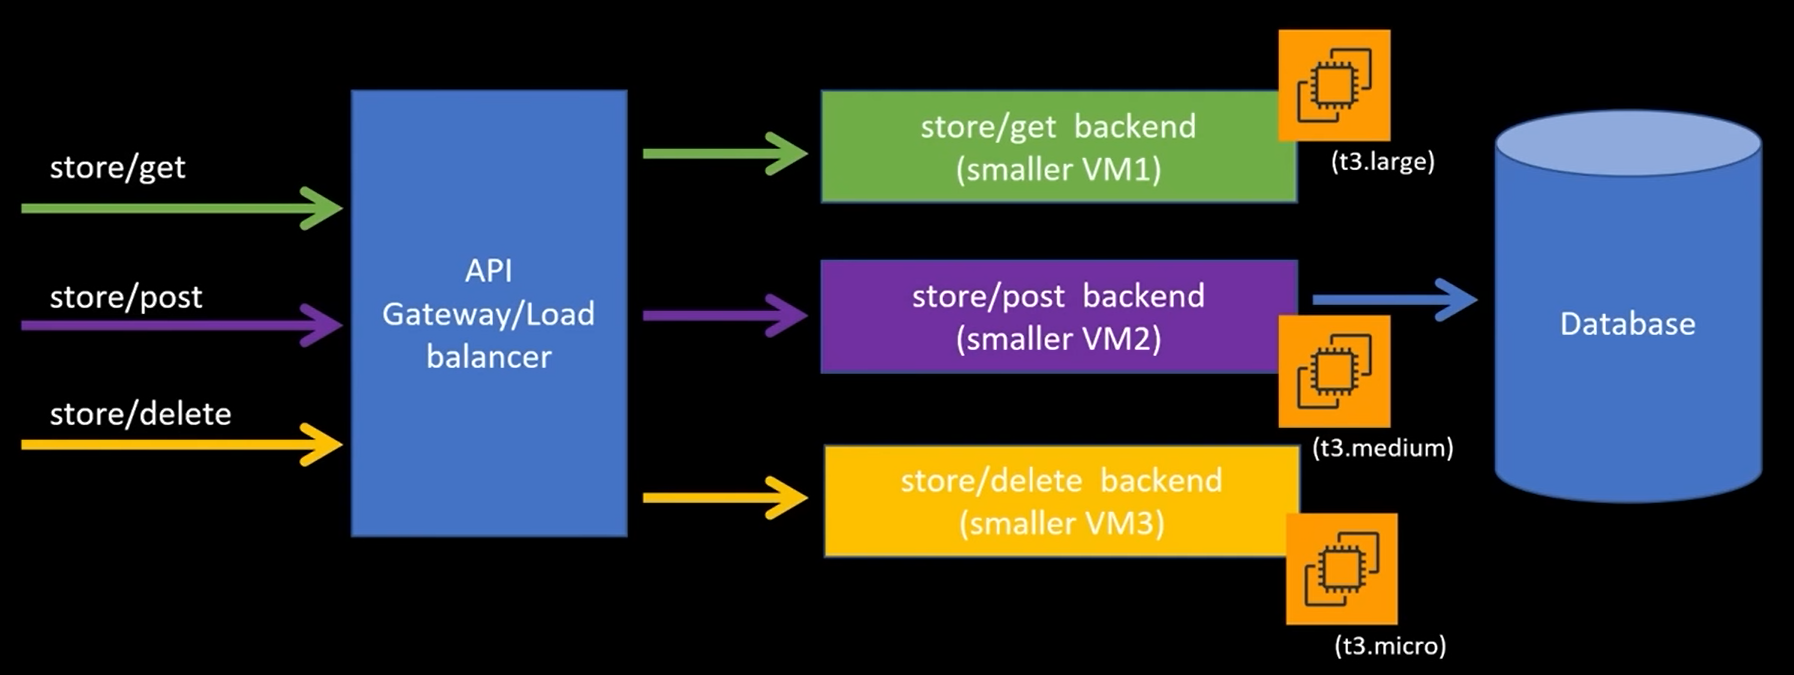 store/get
store/post
store/delete
API
Gateway/Load
balancer
store/get backend
(smaller VM1)
(t3.large)
store/post backend
(smaller VM2)
(t3.medium)
store/delete backend
(smaller VM3)
(t3.micro)
Database